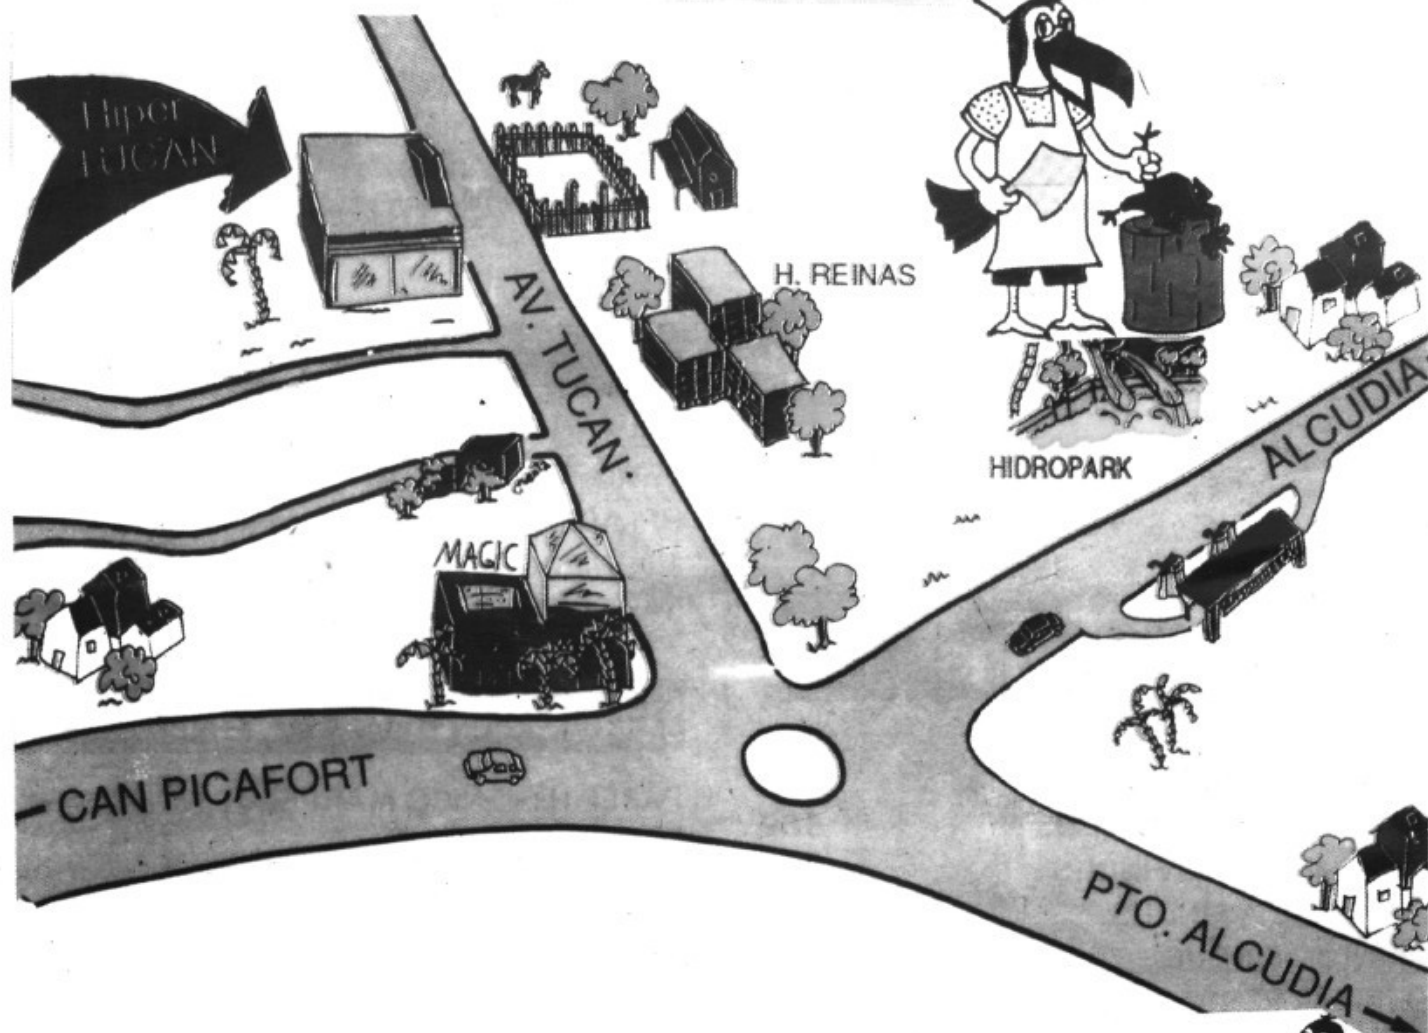 Hiper
TUCAN
AV. TUCAN.
H. REINAS
HIDROPARK
ALCUDIA
MAGIC
CAN PICAFORT
PTO. ALCUDIA